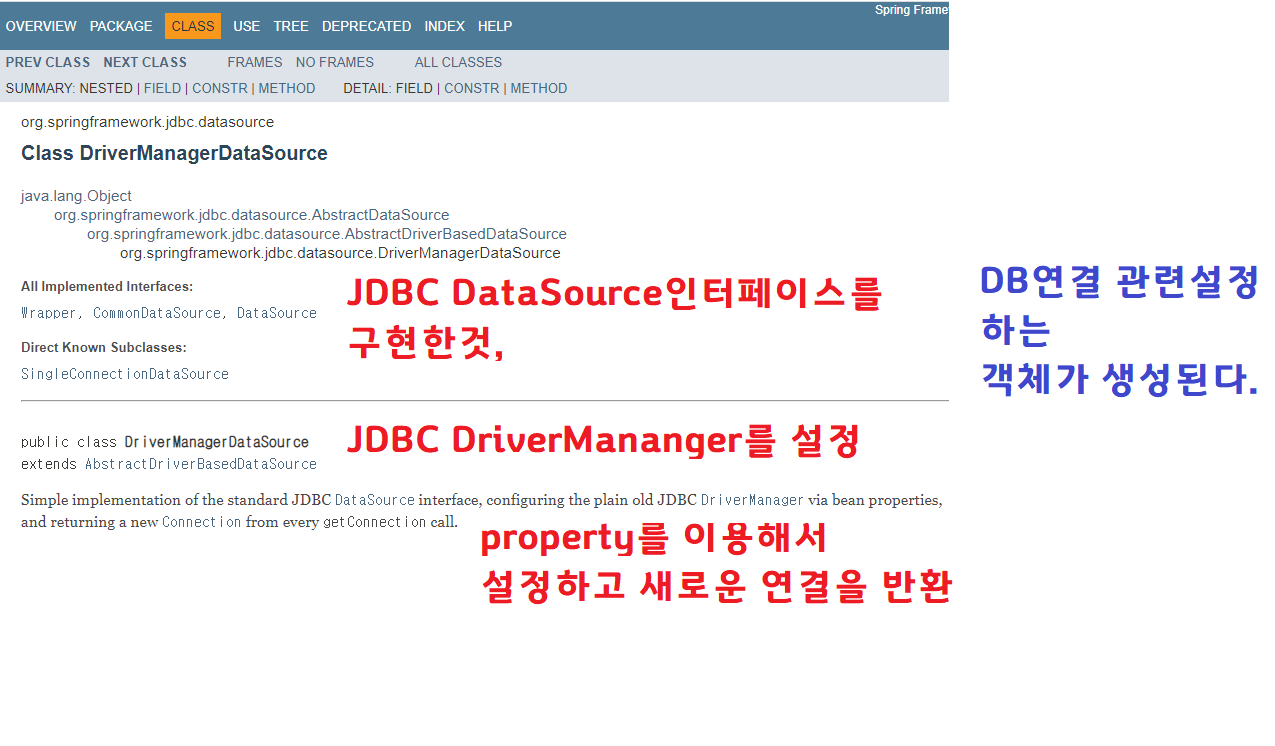 Spring Frame
OVERVIEW PACKAGE CLASS USE TREE DEPRECATED INDEX HELP
PREV CLASS NEXT CLASS FRAMES NO FRAMES ALL CLASSES
SUMMARY: NESTED | FIELD | CONSTR | METHOD DETAIL: FIELD | CONSTR | METHOD
org.springframework.jdbc.datasource
Class DriverManagerDataSource
java.lang.Object
org.springframework.jdbc.datasource.AbstractDataSource
org.springframework.jdbc.datasource.AbstractDriverBasedDataSource
org.springframework.jdbc.datasource.DriverManagerDataSource
All Implemented Interfaces:
Wrapper, CommonDataSource, DataSource
JDBC DataSource인터페이스를
구현한것,
DB연결 관련설정
하는
객체가 생성된다.
Direct Known Subclasses:
SingleConnectionDataSource
public class DriverManagerDataSource
extends AbstractDriverBasedDataSource
JDBC DriverMananger를 설정
Simple implementation of the standard JDBC DataSource interface, configuring the plain old JDBC DriverManager via bean properties,
and returning a new Connection from every getConnection call.
property를 이용해서
설정하고 새로운 연결을 반환